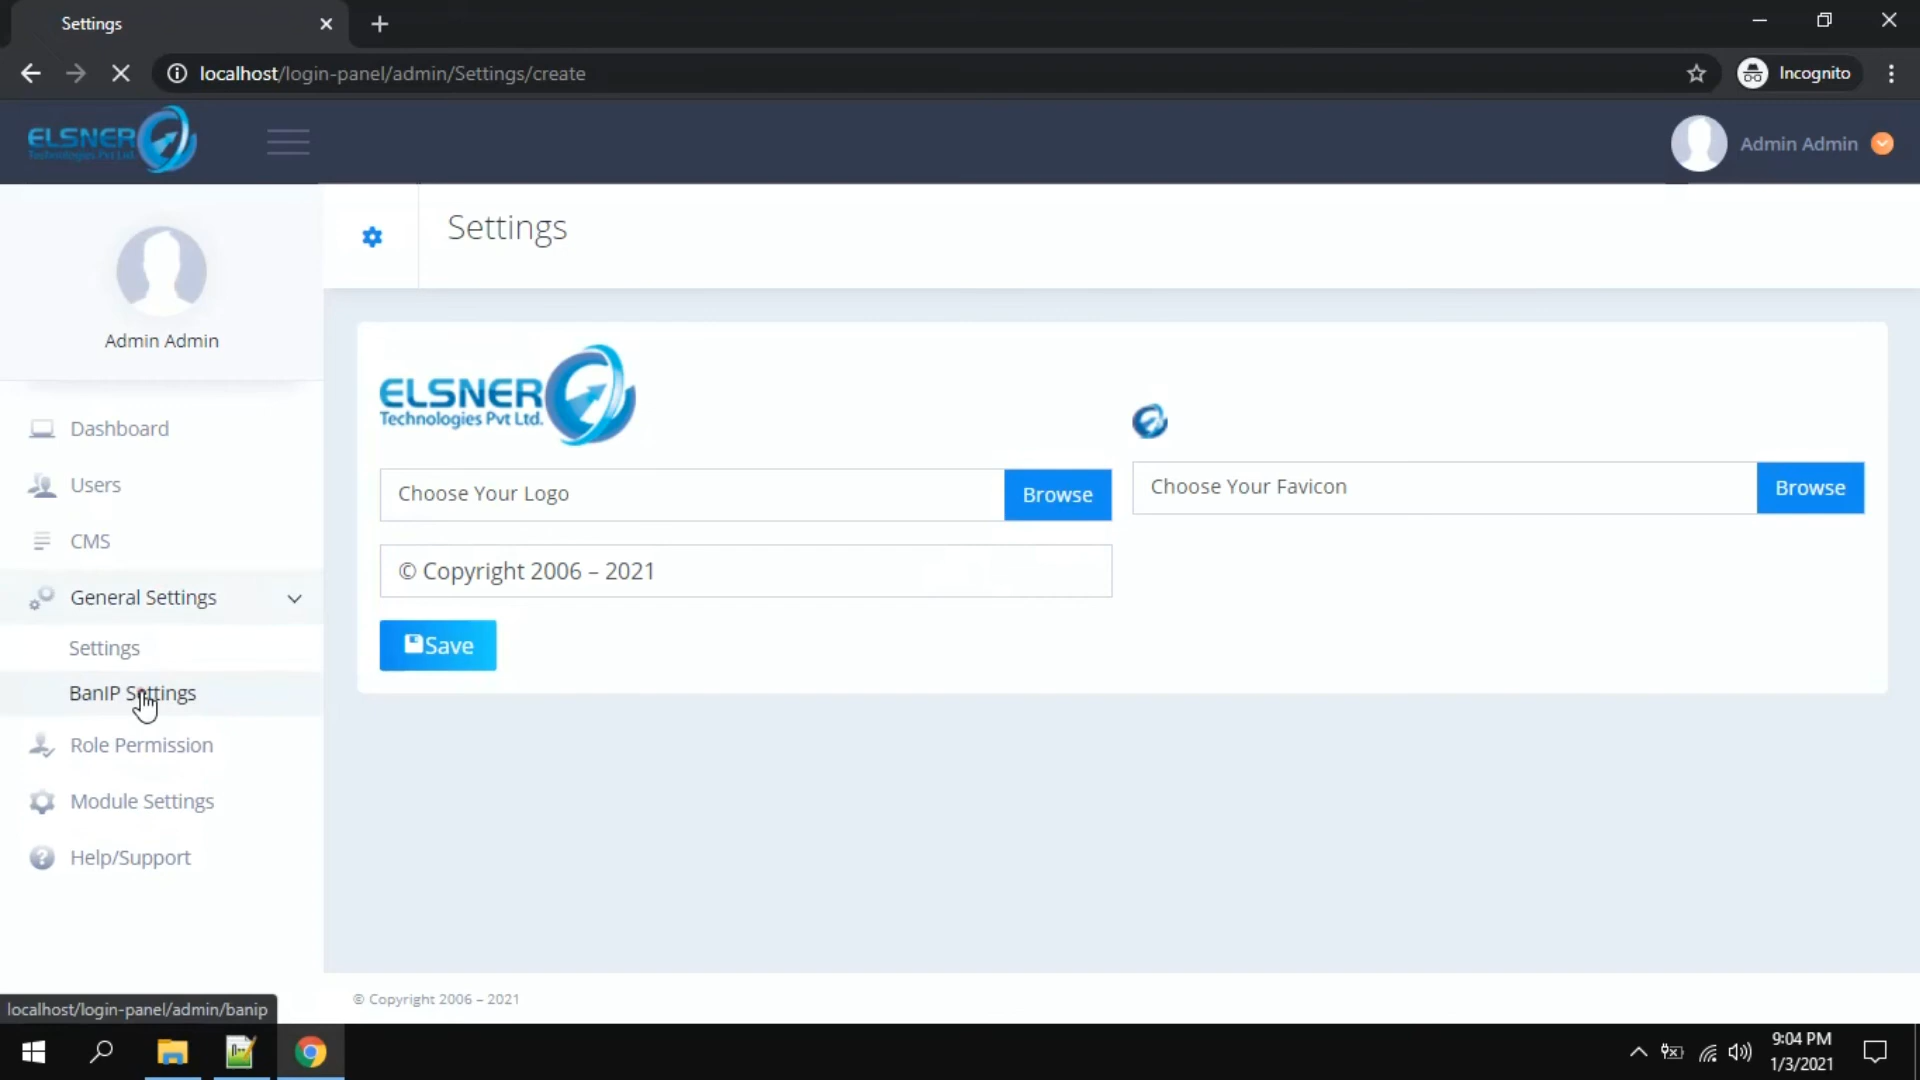 Settings
localhost/login-panel/admin/Settings/create
Incognito
ELSNER
Technologies Pvt Ltd.
Admin Admin
Settings
Admin Admin
Dashboard
Users
CMS
General Settings
Settings
BanIP Settings
Role Permission
Module Settings
Help/Support
ELSNER
Technologies Pvt Ltd.
Choose Your Logo
Browse
Choose Your Favicon
Browse
© Copyright 2006 – 2021
Save
© Copyright 2006 – 2021
localhost/login-panel/admin/banip
9:04 PM
1/3/2021